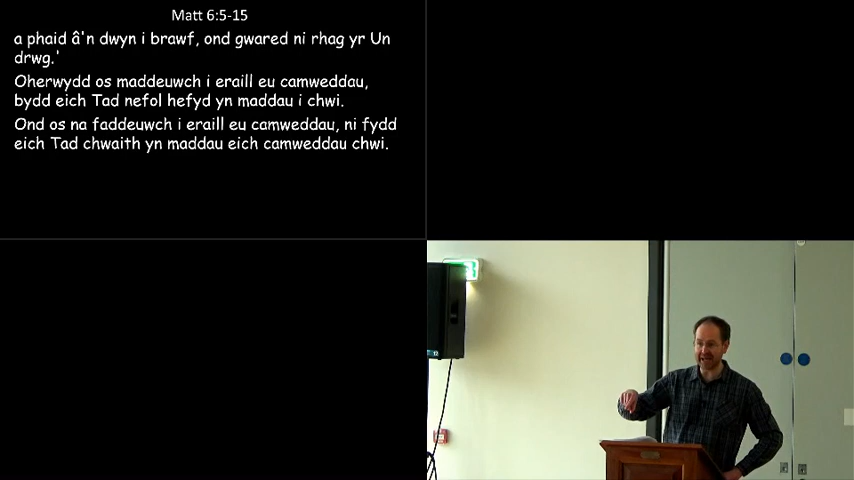 Matt 6:5-15
a phaid â'n dwyn i brawf, ond gwared ni rhag yr Un
drwg.'
Oherwydd os maddeuwch i eraill eu camweddau,
bydd eich Tad nefol hefyd yn maddau i chwi.
Ond os na faddeuwch i eraill eu camweddau, ni fydd
eich Tad chwaith yn maddau eich camweddau chwi.